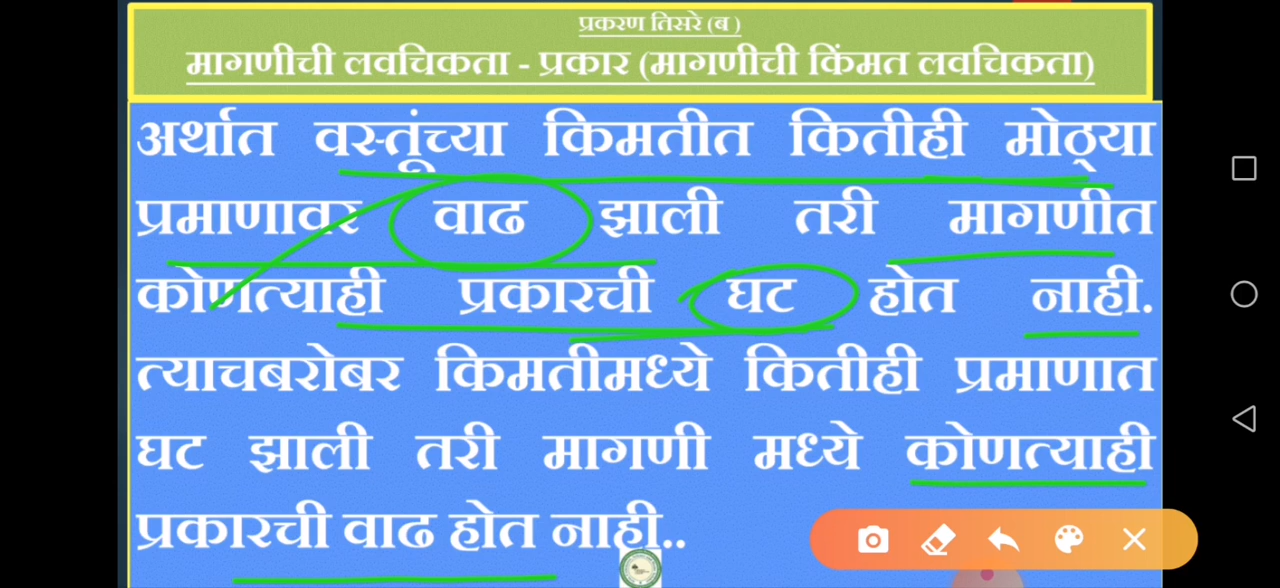 प्रकरण तिसरे (ब )
मागणीची लवचिकता - प्रकार (मागणीची किंमत लवचिकता)
अर्थात वस्तूंच्या किमतीत कितीही मोठ्या
प्रमाणावर वाढ झाली तरी मागणीत
कोणत्याही प्रकारची घट होत नाही.
त्याचबरोबर किमतीमध्ये कितीही प्रमाणात
घट झाली तरी मागणी मध्ये कोणत्याही
प्रकारची वाढ होत नाही..